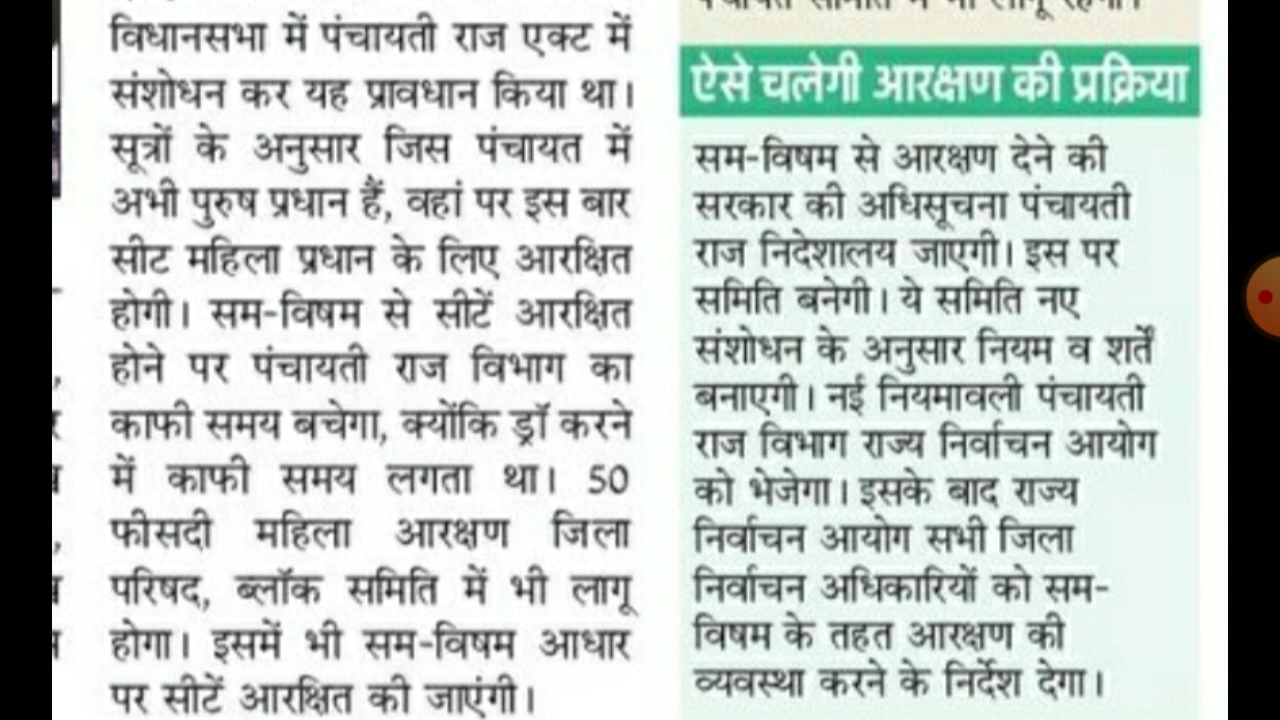 विधानसभा में पंचायती राज एक्ट में
संशोधन कर यह प्रावधान किया था।
सूत्रों के अनुसार जिस पंचायत में
अभी पुरुष प्रधान हैं, वहां पर इस बार
सीट महिला प्रधान के लिए आरक्षित
होगी। सम-विषम से सीटें आरक्षित
होने पर पंचायती राज विभाग का
काफी समय बचेगा, क्योंकि ड्रॉ करने
में काफी समय लगता था। 50
फीसदी महिला आरक्षण जिला
परिषद, ब्लॉक समिति में भी लागू
होगा। इसमें भी सम-विषम आधार
पर सीटें आरक्षित की जाएंगी।
ऐसे चलेगी आरक्षण की प्रक्रिया
सम-विषम से आरक्षण देने की
सरकार की अधिसूचना पंचायती
राज निदेशालय जाएगी। इस पर
समिति बनेगी। ये समिति नए
संशोधन के अनुसार नियम व शर्तें
बनाएगी। नई नियमावली पंचायती
राज विभाग राज्य निर्वाचन आयोग
को भेजेगा। इसके बाद राज्य
निर्वाचन आयोग सभी जिला
निर्वाचन अधिकारियों को सम-
विषम के तहत आरक्षण की
व्यवस्था करने के निर्देश देगा।